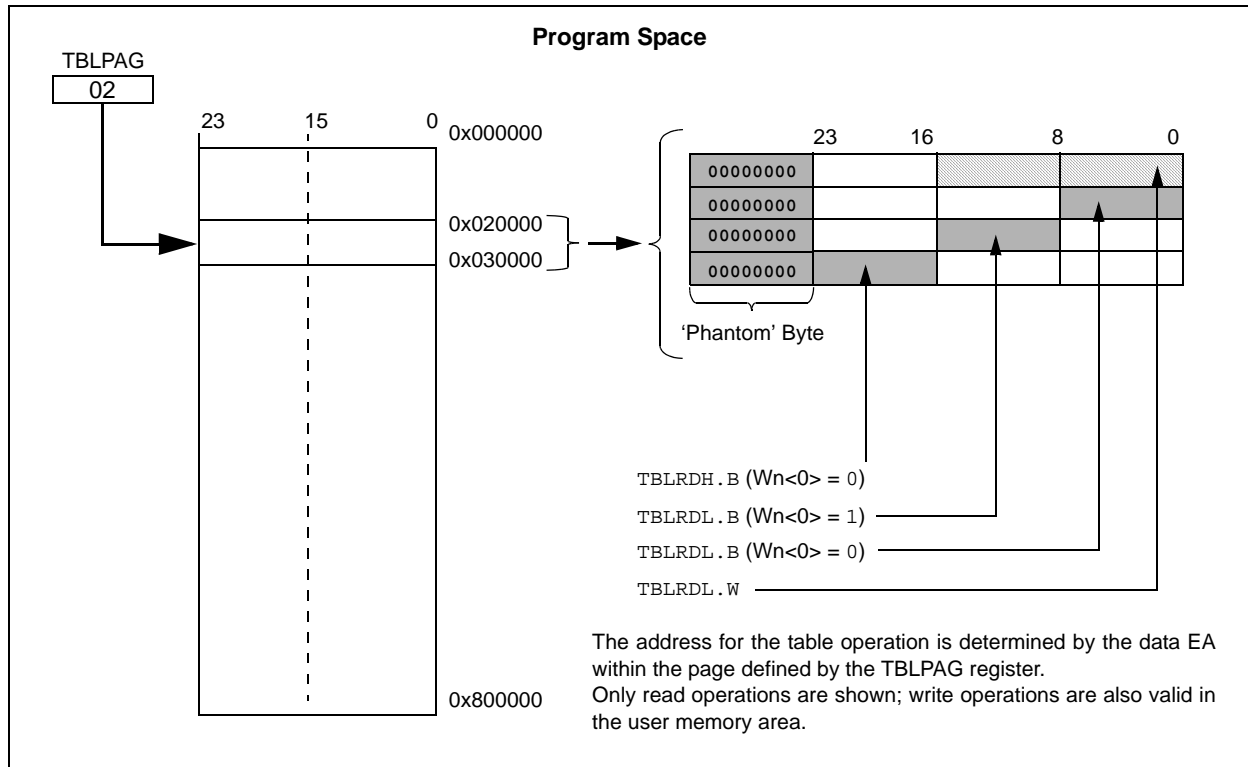 Program Space
TBLPAG
02
23 15 0
0x000000
0x020000
0x030000
0x800000
23 16 8 0
00000000
00000000
00000000
00000000
‘Phantom’ Byte
TBLRDH.B (Wn<0> = 0)
TBLRDL.B (Wn<0> = 1)
TBLRDL.B (Wn<0> = 0)
TBLRDL.W
The address for the table operation is determined by the data EA
within the page defined by the TBLPAG register.
Only read operations are shown; write operations are also valid in
the user memory area.